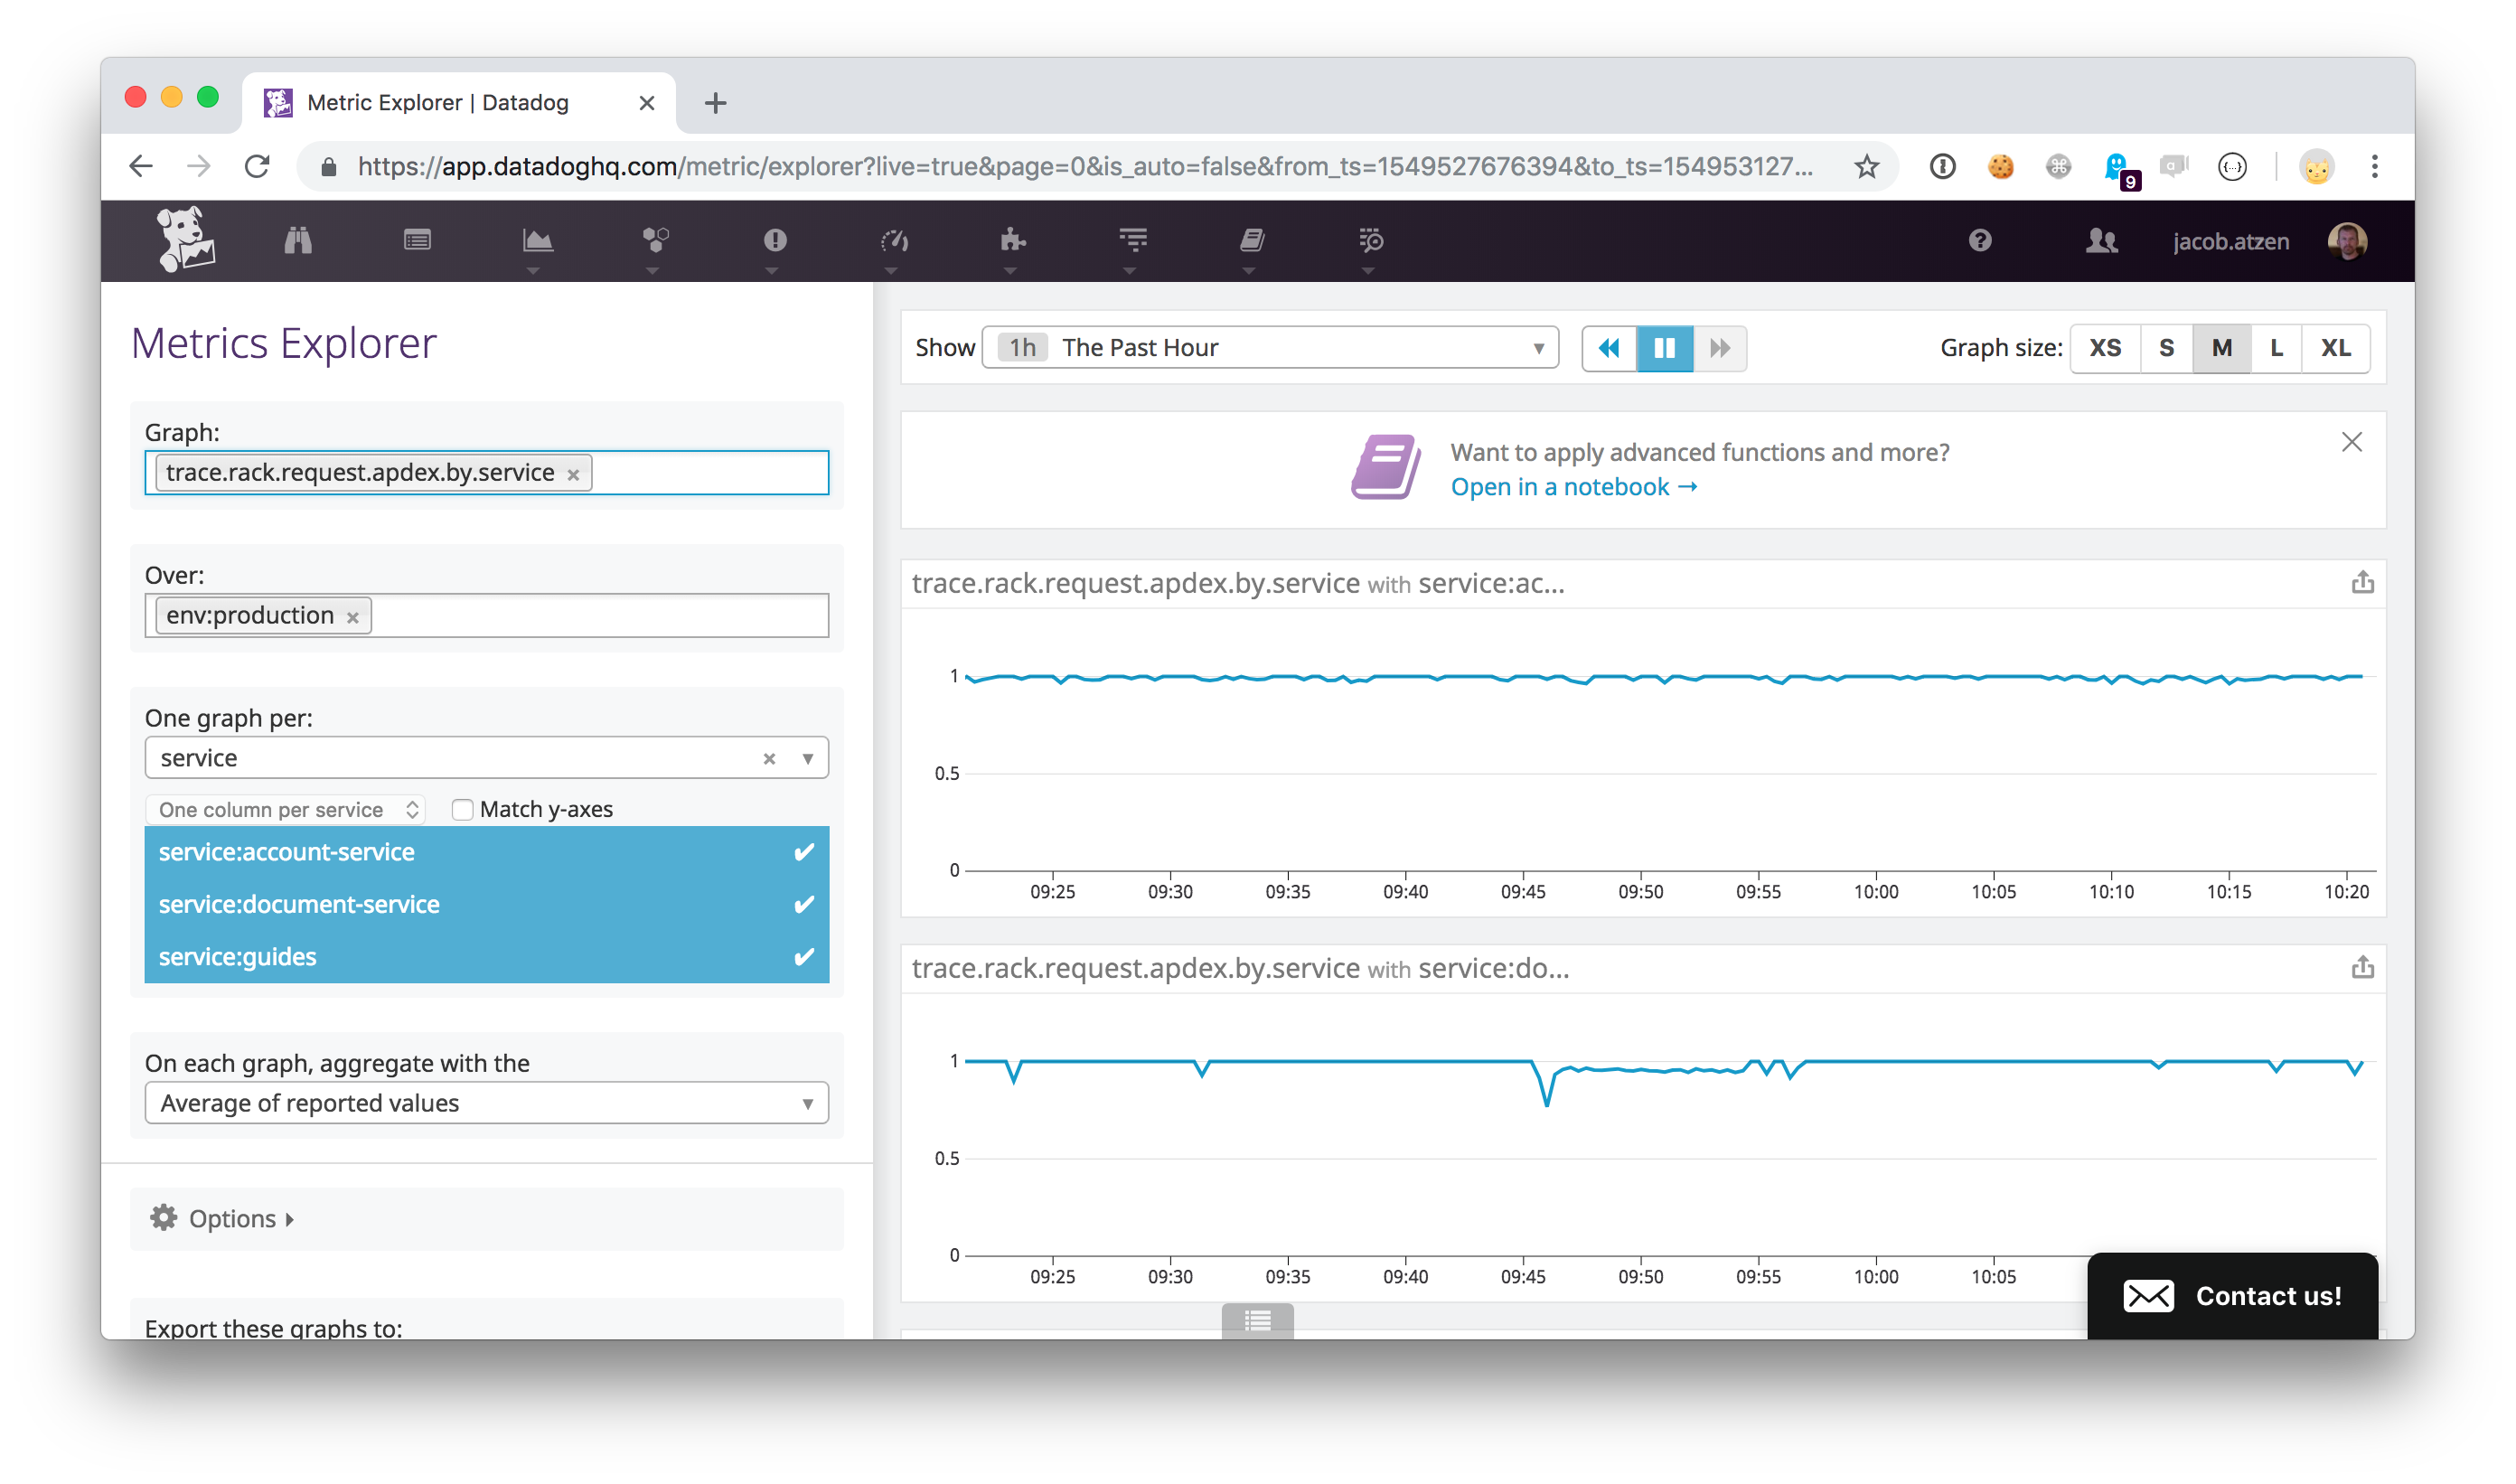 Metric Explorer | Datadog
https://app.datadoghq.com/metric/explorer?live=true&page=0&is_auto=false&from_ts=1549527676394&to_ts=154953127...
9
jacob.atzen
Metrics Explorer
Graph:
trace.rack.request.apdex.by.service ×
Over:
env:production ×
One graph per:
service ×
One column per service
Match y-axes
service:account-service
service:document-service
service:guides
On each graph, aggregate with the
Average of reported values
Options
Export these graphs to:
Show 1h The Past Hour
Graph size: XS S M L XL
Want to apply advanced functions and more?
Open in a notebook →
trace.rack.request.apdex.by.service with service:ac...
1
0.5
0
09:25 09:30 09:35 09:40 09:45 09:50 09:55 10:00 10:05 10:10 10:15 10:20
trace.rack.request.apdex.by.service with service:do...
1
0.5
0
09:25 09:30 09:35 09:40 09:45 09:50 09:55 10:00 10:05
Contact us!